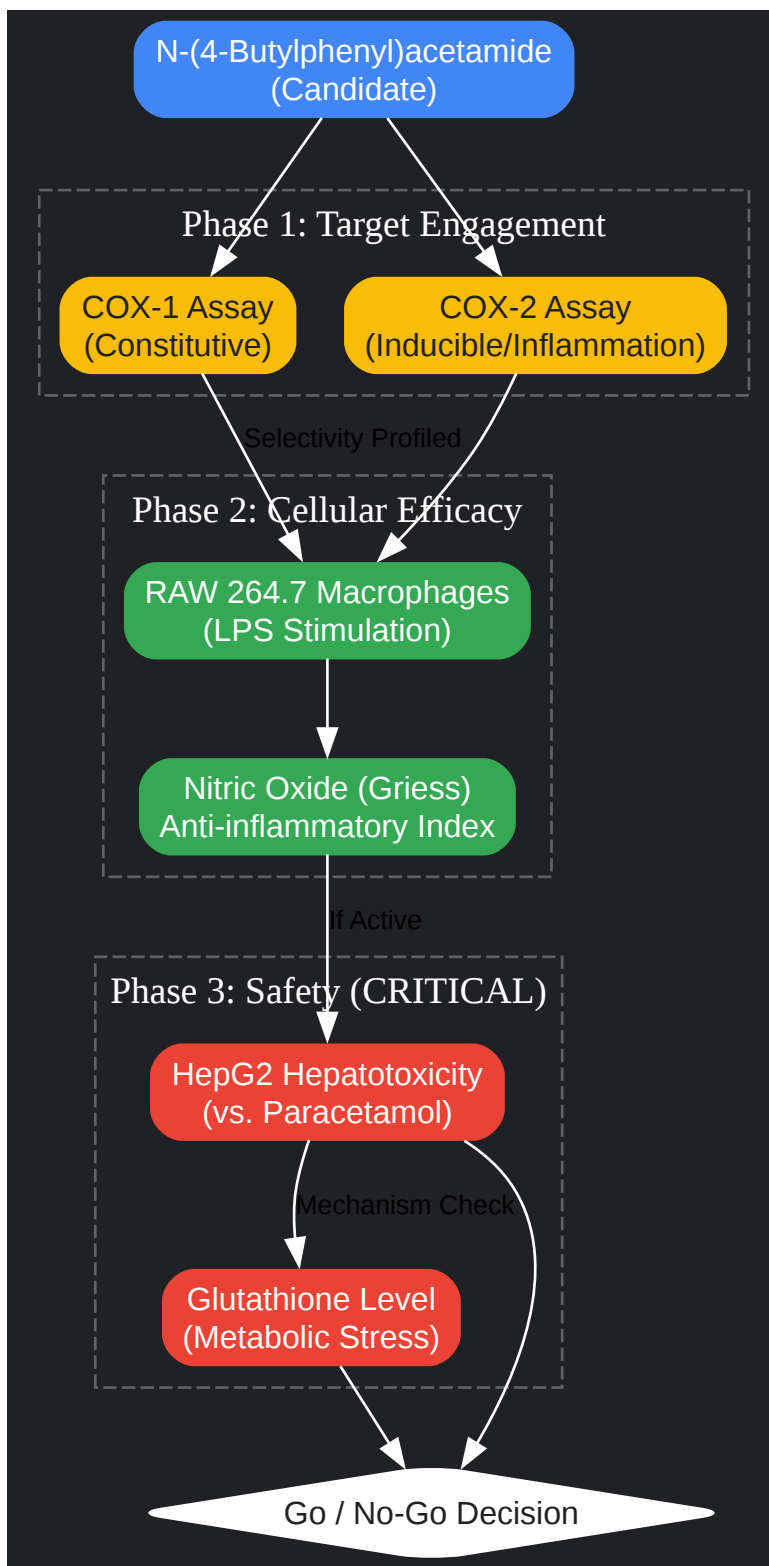 N-(4-Butylphenyl)acetamide
(Candidate)
Phase 1: Target Engagement
COX-1 Assay
(Constitutive)
COX-2 Assay
(Inducible/Inflammation)
Selectivity Profiled
Phase 2: Cellular Efficacy
RAW 264.7 Macrophages
(LPS Stimulation)
Nitric Oxide (Griess)
Anti-inflammatory Index
If Active
Phase 3: Safety (CRITICAL)
HepG2 Hepatotoxicity
(vs. Paracetamol)
Mechanism Check
Glutathione Level
(Metabolic Stress)
Go / No-Go Decision